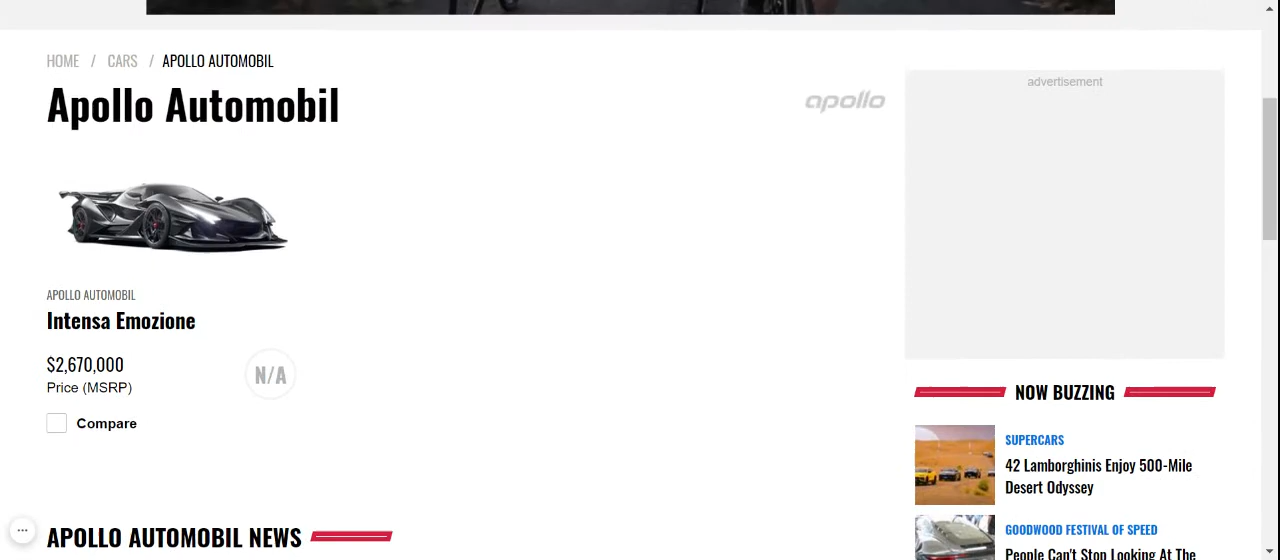 HOME / CARS / APOLLO AUTOMOBIL
Apollo Automobil
apollo
advertisement
APOLLO AUTOMOBIL
Intensa Emozione
$2,670,000
Price (MSRP)
N/A
Compare
APOLLO AUTOMOBIL NEWS
NOW BUZZING
SUPERCARS
42 Lamborghinis Enjoy 500-Mile
Desert Odyssey
GOODWOOD FESTIVAL OF SPEED
People Can't Stop Looking At The